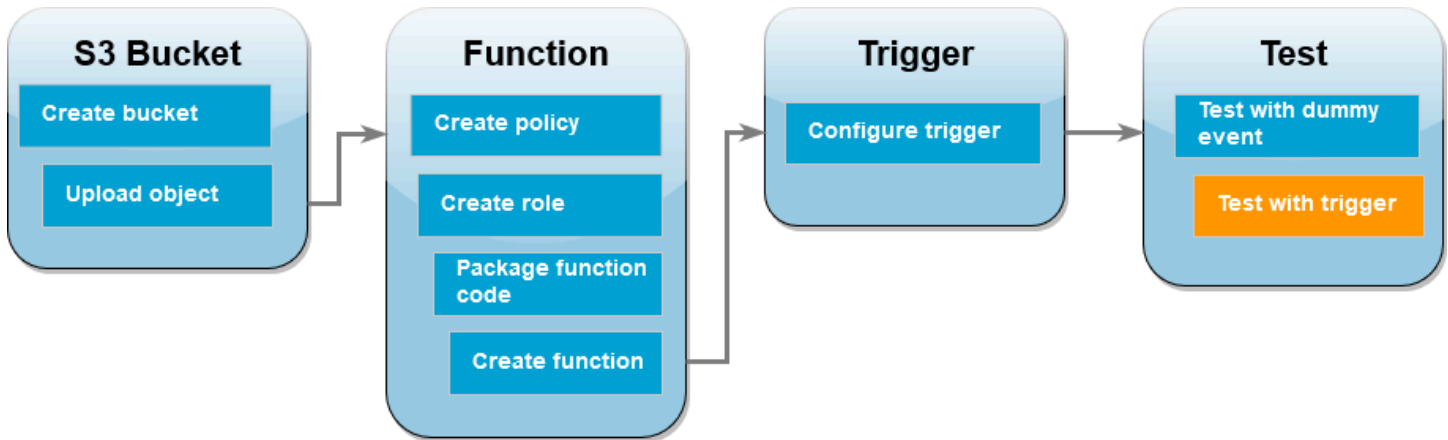 S3 Bucket
Create bucket
Upload object
Function
Create policy
Create role
Package function
code
Create function
Trigger
Configure trigger
Test
Test with dummy
event
Test with trigger